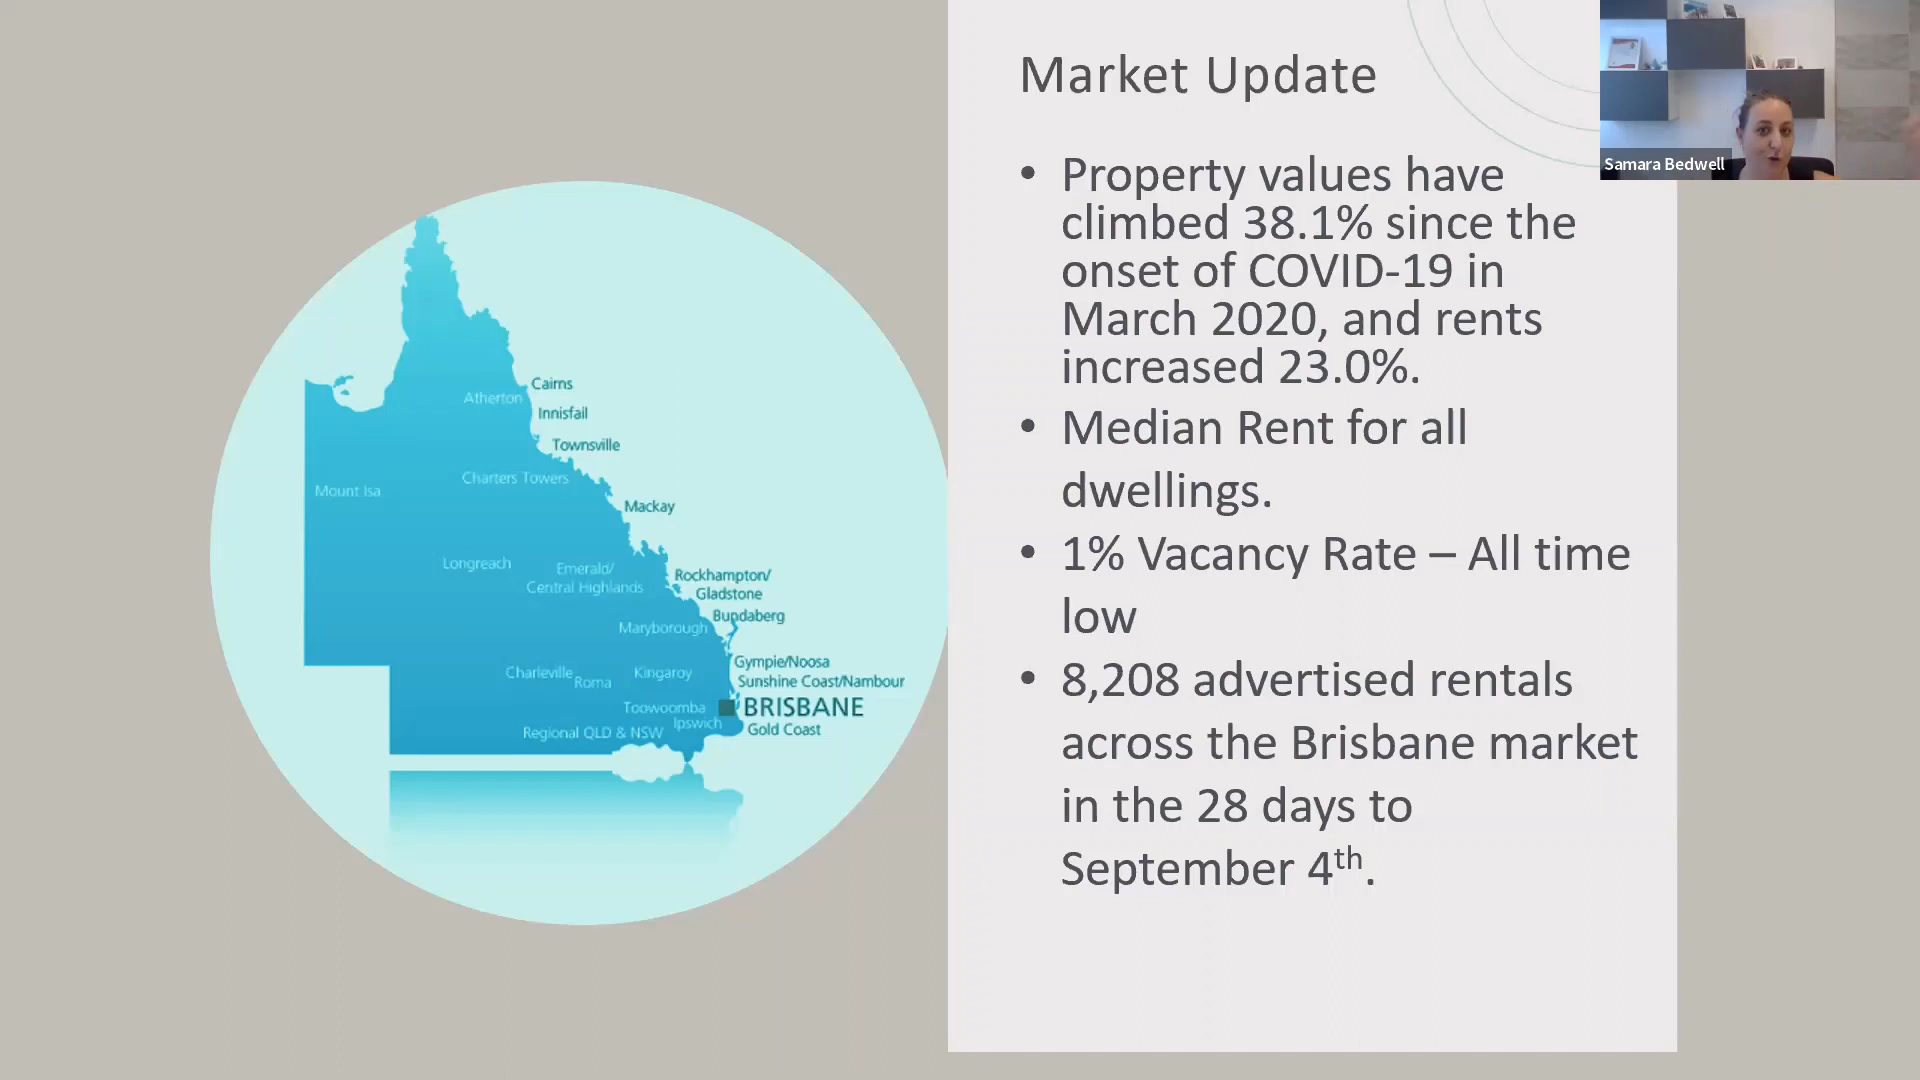 Market Update
Samara Bedwell
• Property values have
climbed 38.1% since the
onset of COVID-19 in
March 2020, and rents
increased 23.0%.
• Median Rent for all
dwellings.
• 1% Vacancy Rate – All time
low
• 8,208 advertised rentals
across the Brisbane market
in the 28 days to
September 4th.
Cairns
Atherton
Innisfail
Townsville
Charters Towers
Mount Isa
Mackay
Longreach
Emerald/
Central Highlands
Rockhampton/
Gladstone
Bundaberg
Maryborough
Gympie/Noosa
Charleville
Roma
Kingaroy
Sunshine Coast/Nambour
Toowoomba
BRISBANE
Ipswich
Gold Coast
Regional QLD & NSW